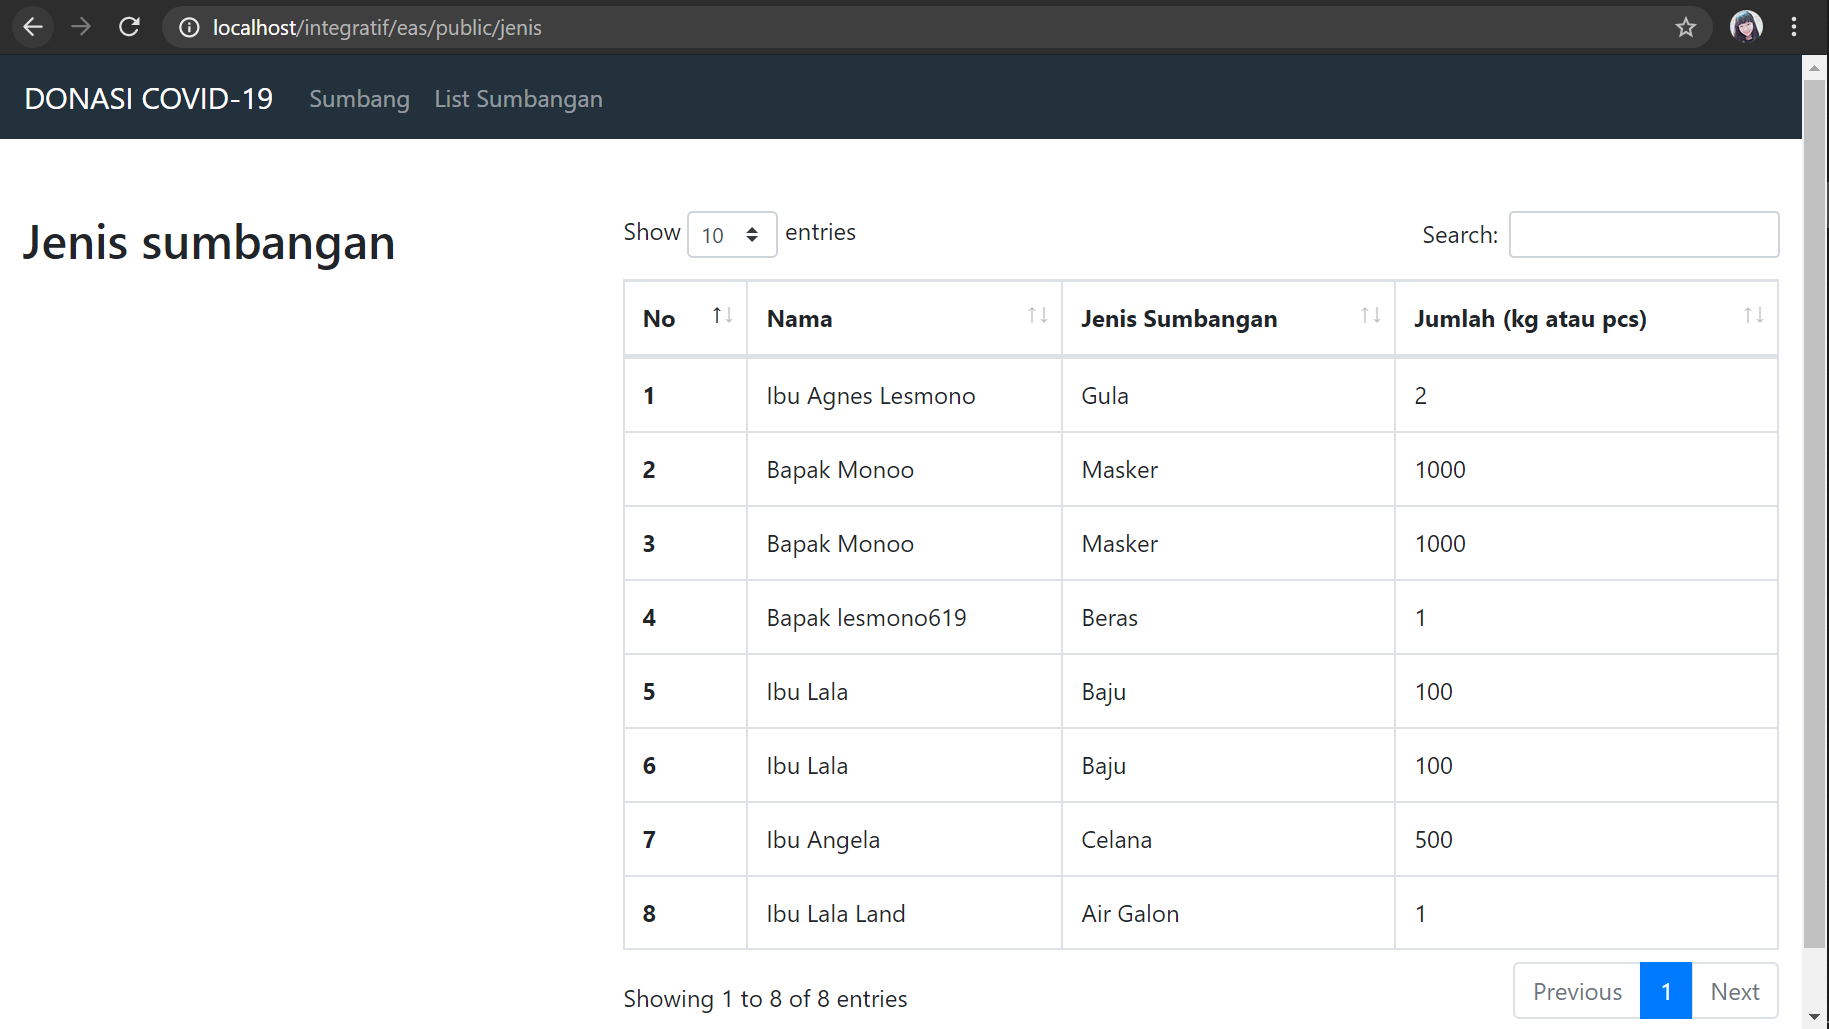 localhost/integratif/eas/public/jenis
DONASI COVID-19 Sumbang List Sumbangan
Jenis sumbangan
Show 10 entries Search:
No Nama Jenis Sumbangan Jumlah (kg atau pcs)
1 Ibu Agnes Lesmono Gula 2
2 Bapak Monoo Masker 1000
3 Bapak Monoo Masker 1000
4 Bapak lesmono619 Beras 1
5 Ibu Lala Baju 100
6 Ibu Lala Baju 100
7 Ibu Angela Celana 500
8 Ibu Lala Land Air Galon 1
Showing 1 to 8 of 8 entries Previous 1 Next